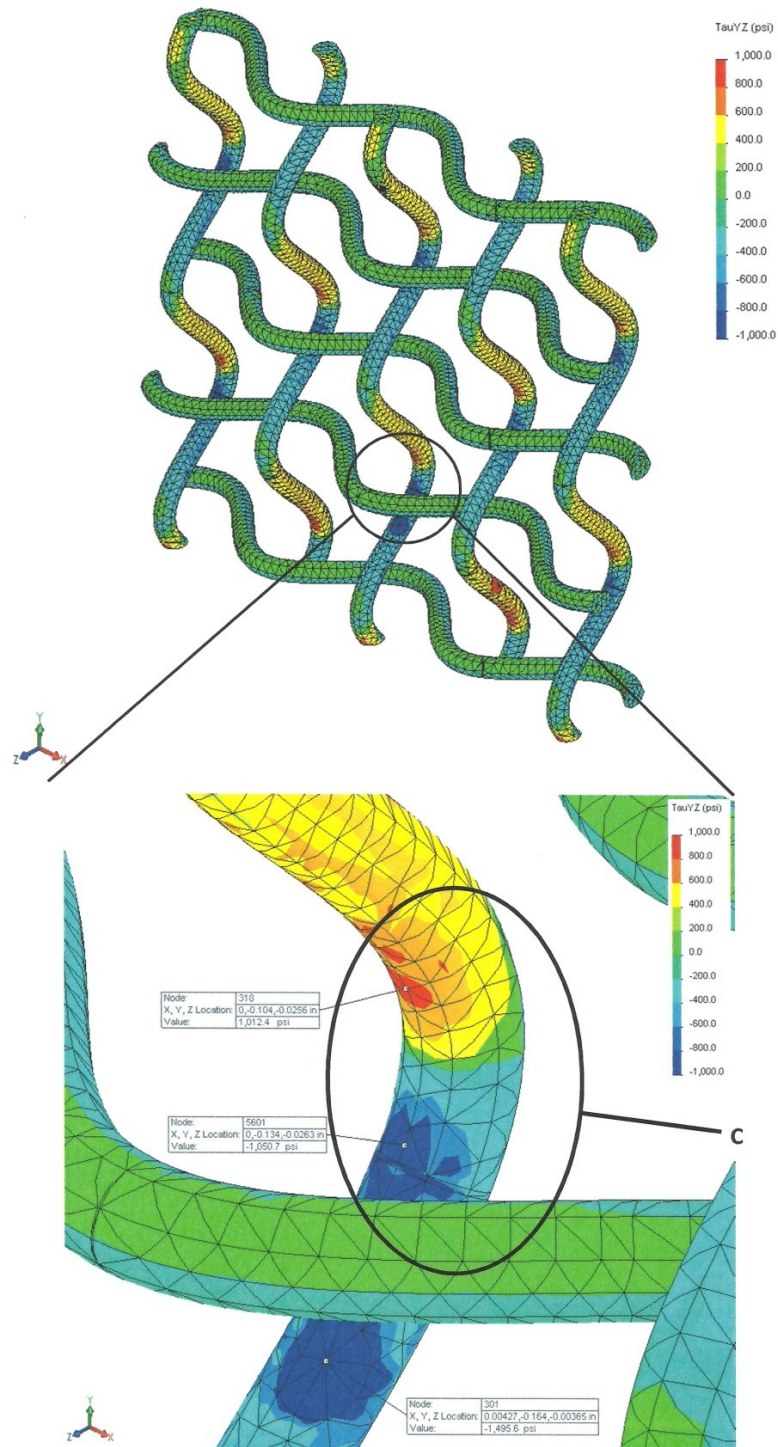 TauYZ (psi)
1,000.0
800.0
600.0
400.0
200.0
0.0
-200.0
-400.0
-600.0
-800.0
-1,000.0
Y
Z
X
TauYZ (psi)
1,000.0
800.0
600.0
400.0
200.0
0.0
-200.0
-400.0
-600.0
-800.0
-1,000.0
Node: 318
X, Y, Z Location: 0,-0.104,-0.0256 in
Value: 1,012.4 psi
Node: 5601
X, Y, Z Location: 0,-0.134,-0.0263 in
Value: -1,050.7 psi
C
Node: 301
X, Y, Z Location: 0.00427,-0.164,-0.00365 in
Value: -1,495.6 psi
Y
Z
X